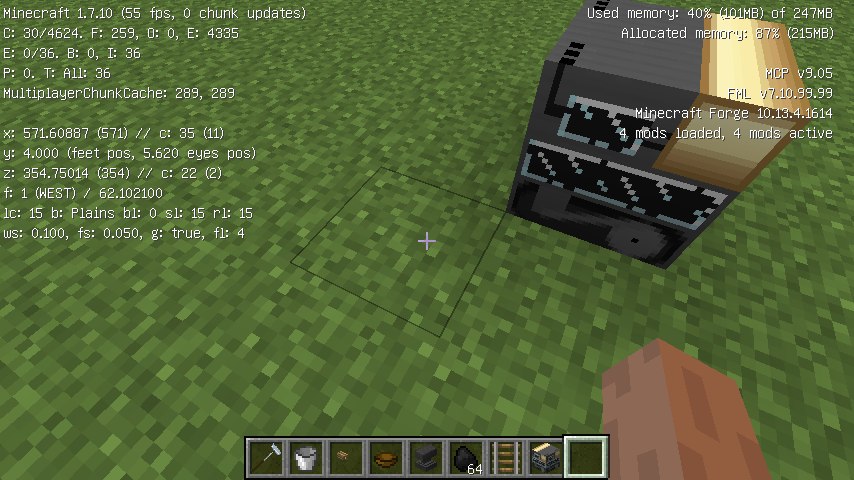 Minecraft 1.7.10 (55 fps, 0 chunk updates)
C: 30/4624. F: 259, O: 0, E: 4335
E: 0/36. B: 0, I: 36
P: 0. T: All: 36
MultiplayerChunkCache: 289, 289
x: 571.60887 (571) // c: 35 (11)
y: 4.000 (feet pos, 5.620 eyes pos)
z: 354.75014 (354) // c: 22 (2)
f: 1 (WEST) / 62.102100
lc: 15 b: Plains bl: 0 sl: 15 rl: 15
ws: 0.100, fs: 0.050, g: true, fl: 4
Used memory: 40% (101MB) of 247MB
Allocated memory: 87% (215MB)
MCP v9.05
FML v7.10.99.99
Minecraft Forge 10.13.4.1614
4 mods loaded, 4 mods active
64